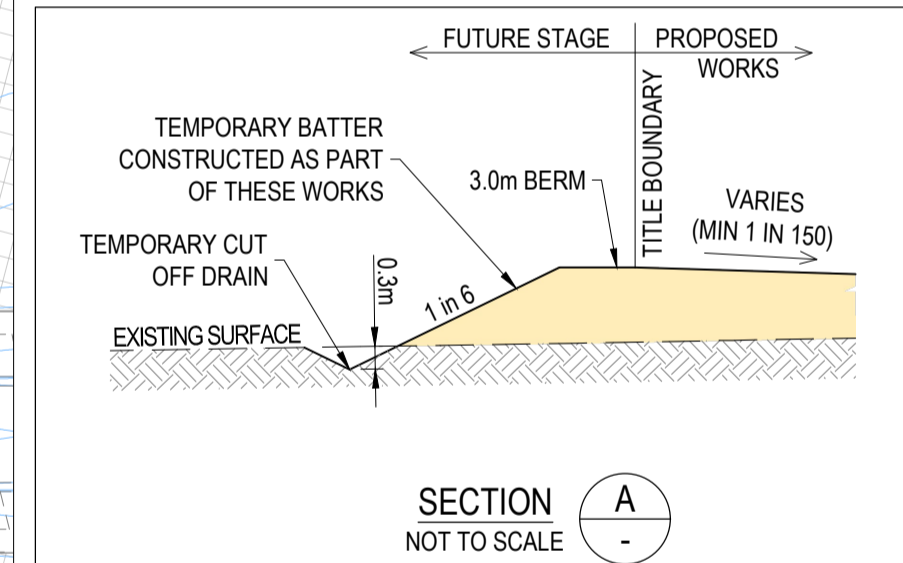 FUTURE STAGE
PROPOSED
WORKS
TITLE BOUNDARY
TEMPORARY BATTER
CONSTRUCTED AS PART
OF THESE WORKS
3.0m BERM
VARIES
(MIN 1 IN 150)
TEMPORARY CUT
OFF DRAIN
0.3m
1 in 6
EXISTING SURFACE
SECTION
NOT TO SCALE
A
-